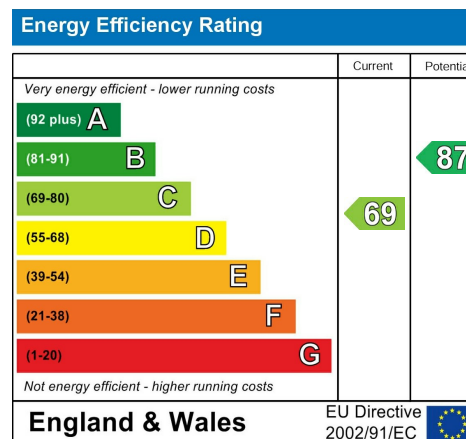 Energy Efficiency Rating
Current Potentia
Very energy efficient - lower running costs
(92 plus) A
(81-91) B
87
(69-80) C
69
(55-68) D
(39-54) E
(21-38) F
(1-20) G
Not energy efficient - higher running costs
England & Wales
EU Directive
2002/91/EC